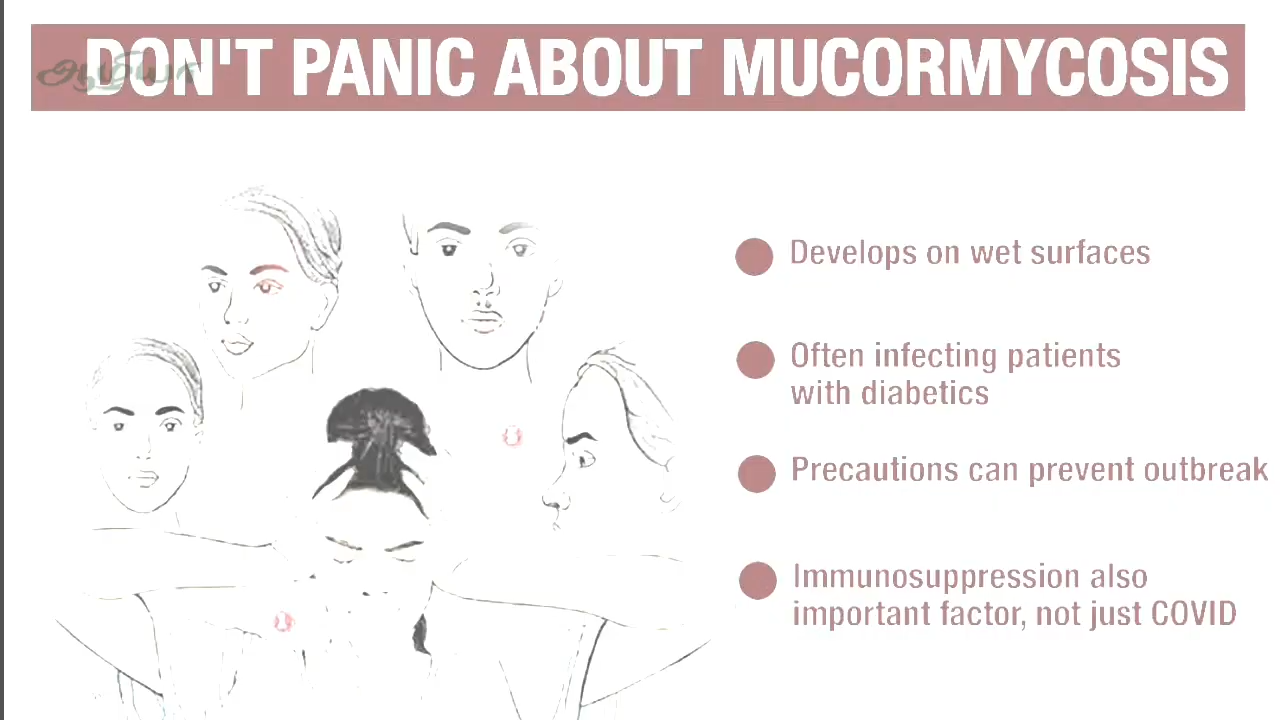 DON'T PANIC ABOUT MUCORMYCOSIS
ஆமியா
Develops on wet surfaces
Often infecting patients
with diabetics
Precautions can prevent outbreak
Immunosuppression also
important factor, not just COVID